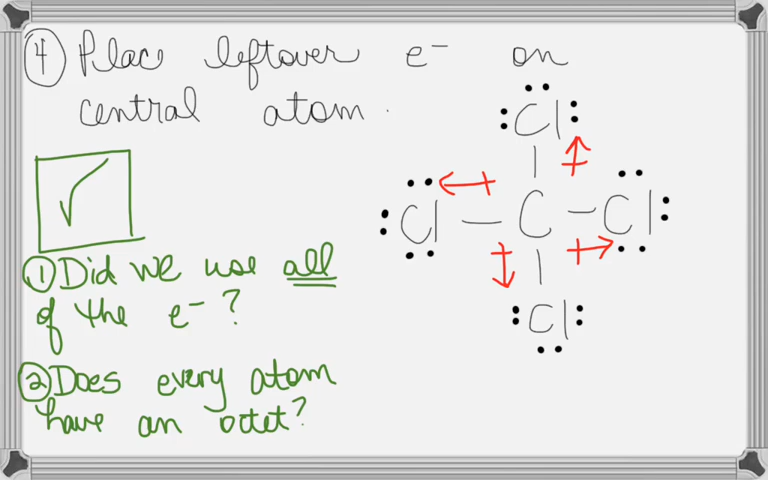 ④ Place leftover e⁻ on
central atom.
① Did we use all
of the e⁻?
② Does every atom
have an octet?
Cl
Cl — C — Cl
Cl